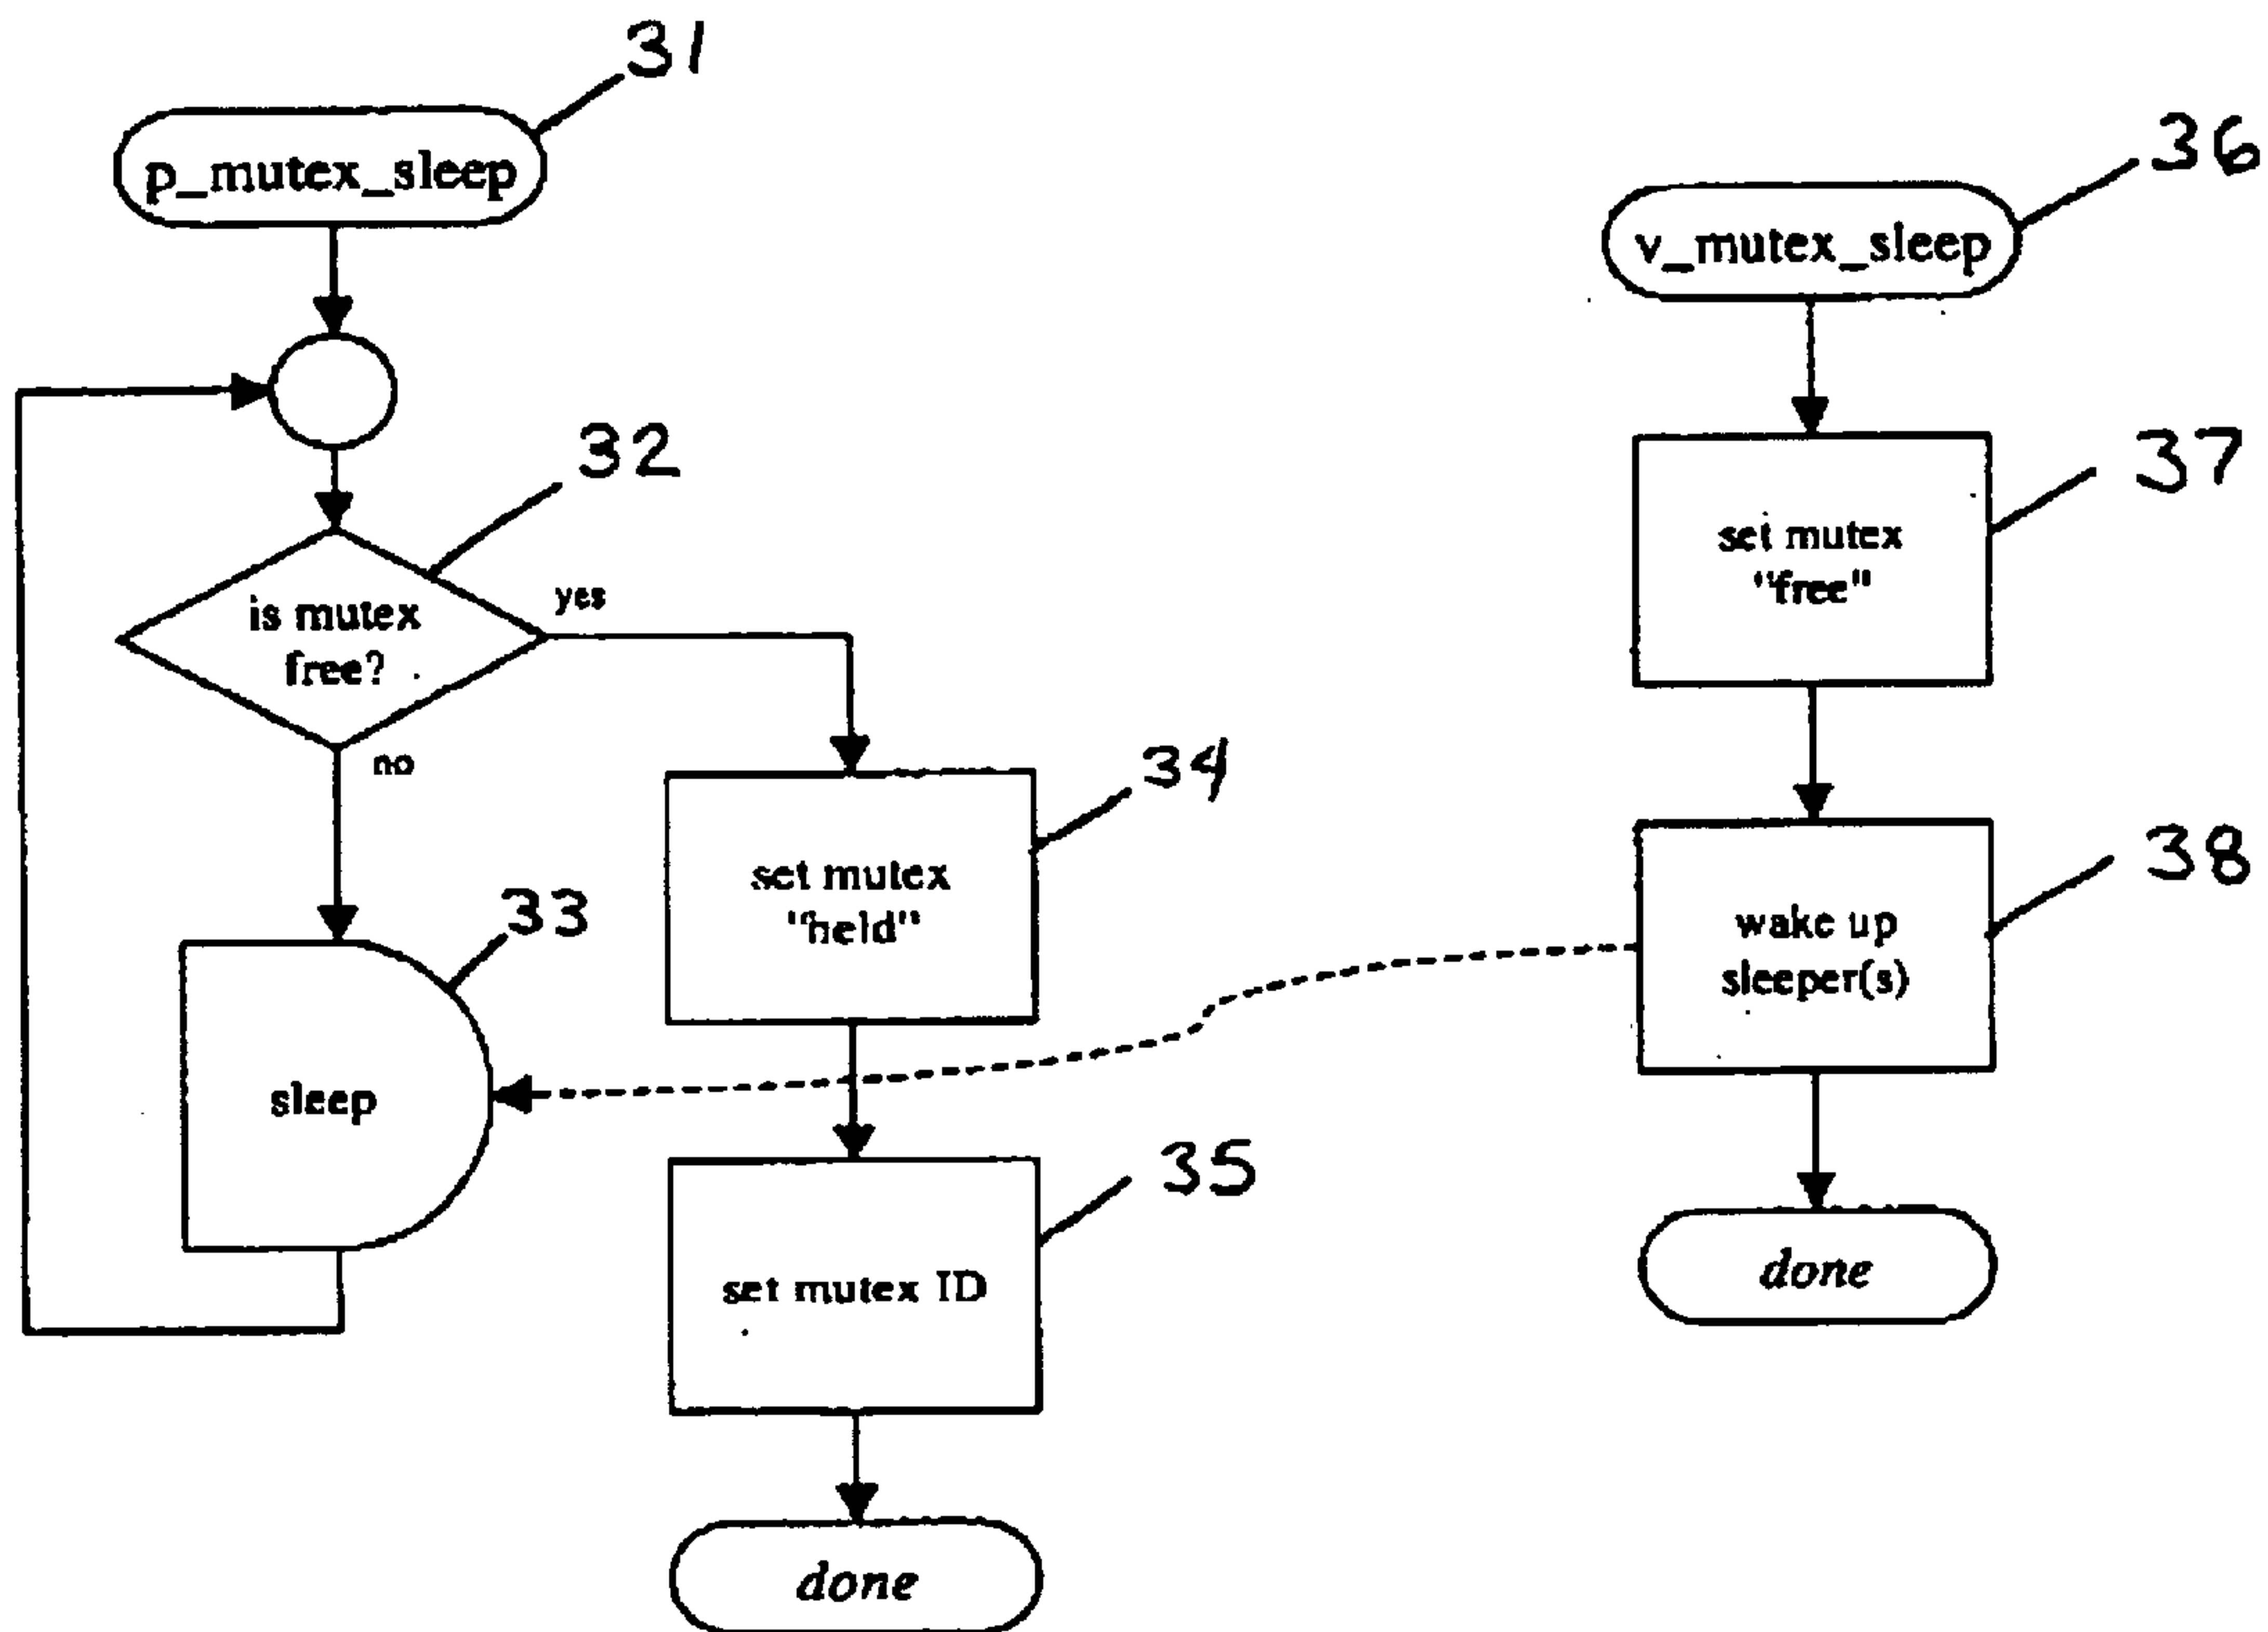 31
p_mutex_sleep
32
is mutex
free?
yes
no
33
sleep
34
set mutex
"held"
35
set mutex ID
done
36
v_mutex_sleep
37
set mutex
"free"
38
wake up
sleeper(s)
done